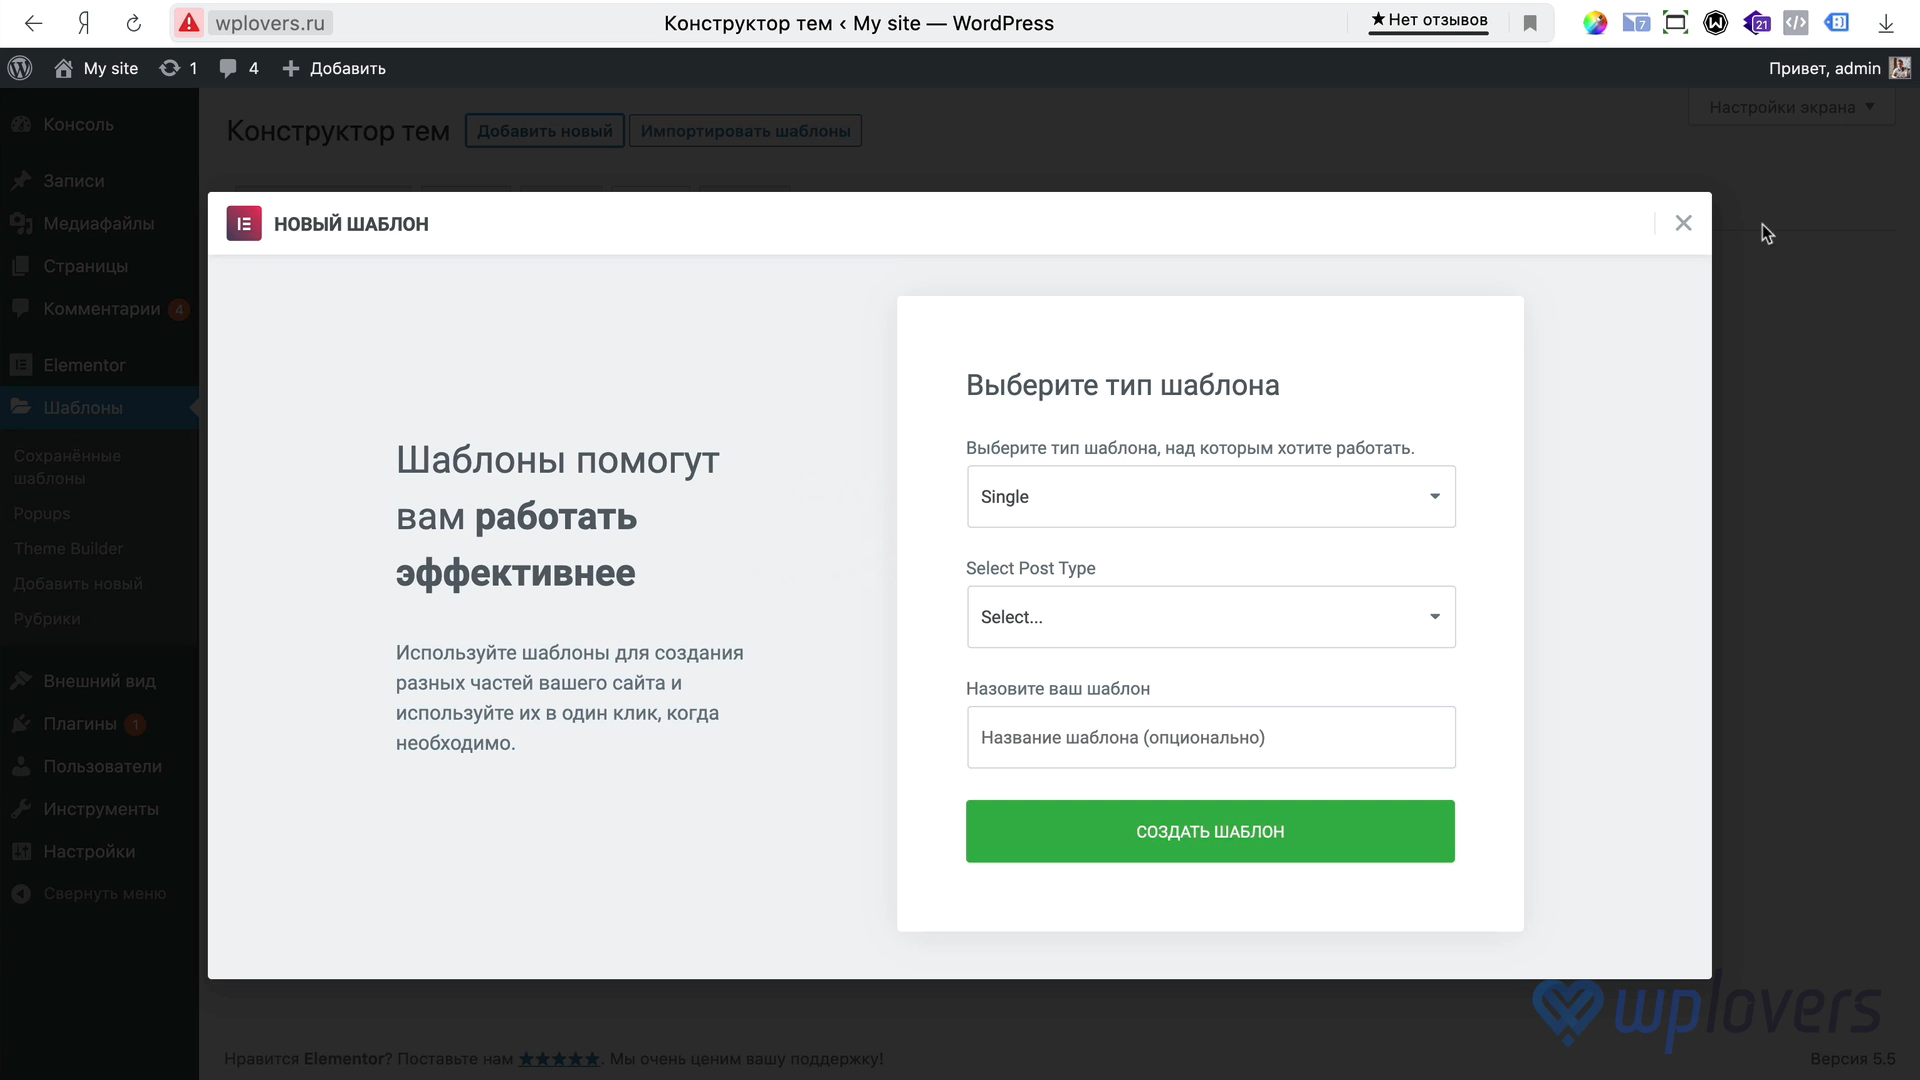 wplovers.ru
Конструктор тем ‹ My site — WordPress
★Нет отзывов
7
21
My site
1
4
Добавить
Привет, admin
Консоль
Записи
Медиафайлы
Страницы
Комментарии 4
Elementor
Шаблоны
Сохранённые
шаблоны
Popups
Theme Builder
Добавить новый
Рубрики
Внешний вид
Плагины 1
Пользователи
Инструменты
Настройки
Свернуть меню
Конструктор тем
Добавить новый
Импортировать шаблоны
Настройки экрана
НОВЫЙ ШАБЛОН
Шаблоны помогут
вам работать
эффективнее
Используйте шаблоны для создания
разных частей вашего сайта и
используйте их в один клик, когда
необходимо.
Выберите тип шаблона
Выберите тип шаблона, над которым хотите работать.
Single
Select Post Type
Select...
Назовите ваш шаблон
Название шаблона (опционально)
СОЗДАТЬ ШАБЛОН
wplovers
Нравится Elementor? Поставьте нам ★★★★★. Мы очень ценим вашу поддержку!
Версия 5.5